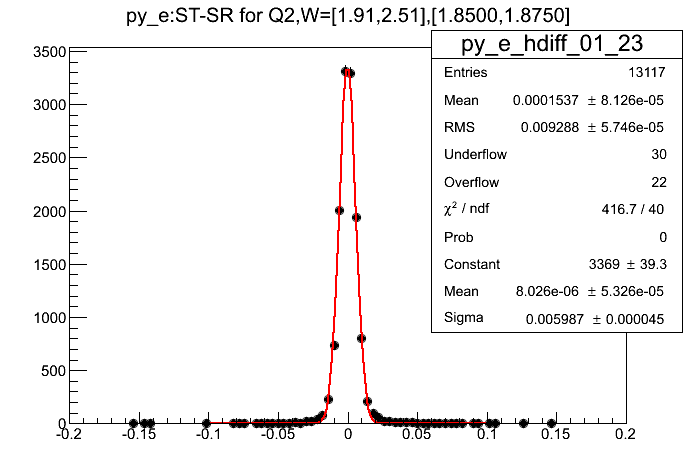 py_e:ST-SR for Q2,W=[1.91,2.51],[1.8500,1.8750]
py_e_hdiff_01_23
Entries 13117
Mean 0.0001537 ± 8.126e-05
RMS 0.009288 ± 5.746e-05
Underflow 30
Overflow 22
χ² / ndf 416.7 / 40
Prob 0
Constant 3369 ± 39.3
Mean 8.026e-06 ± 5.326e-05
Sigma 0.005987 ± 0.000045
3500
3000
2500
2000
1500
1000
500
0
-0.2 -0.15 -0.1 -0.05 0 0.05 0.1 0.15 0.2